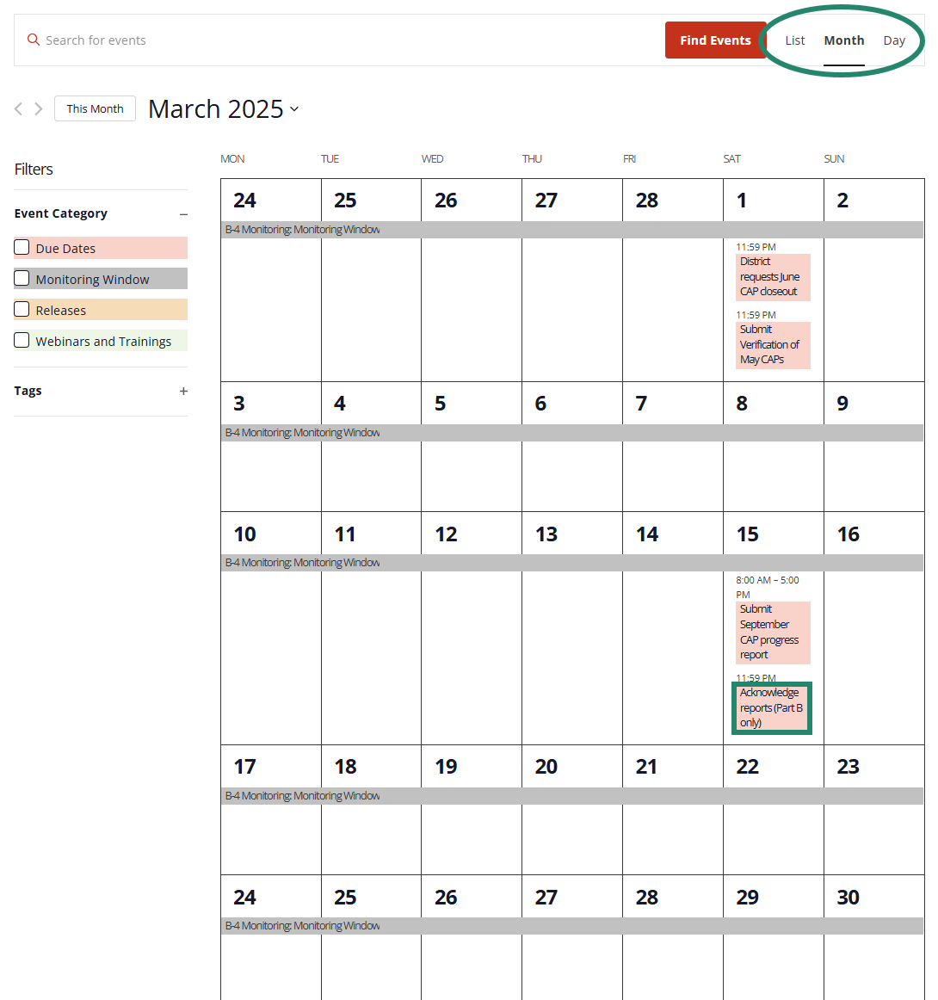 Search for events
Find Events
List Month Day
This Month
March 2025
Filters
Event Category
Due Dates
Monitoring Window
Releases
Webinars and Trainings
Tags
MON TUE WED THU FRI SAT SUN
24 25 26 27 28 1 2
B-4 Monitoring: Monitoring Window
11:59 PM
District
requests June
CAP closeout
11:59 PM
Submit
Verification of
May CAPs
3 4 5 6 7 8 9
B-4 Monitoring: Monitoring Window
10 11 12 13 14 15 16
B-4 Monitoring: Monitoring Window
8:00 AM – 5:00
PM
Submit
September
CAP progress
report
11:59 PM
Acknowledge
reports (Part B
only)
17 18 19 20 21 22 23
B-4 Monitoring: Monitoring Window
24 25 26 27 28 29 30
B-4 Monitoring: Monitoring Window